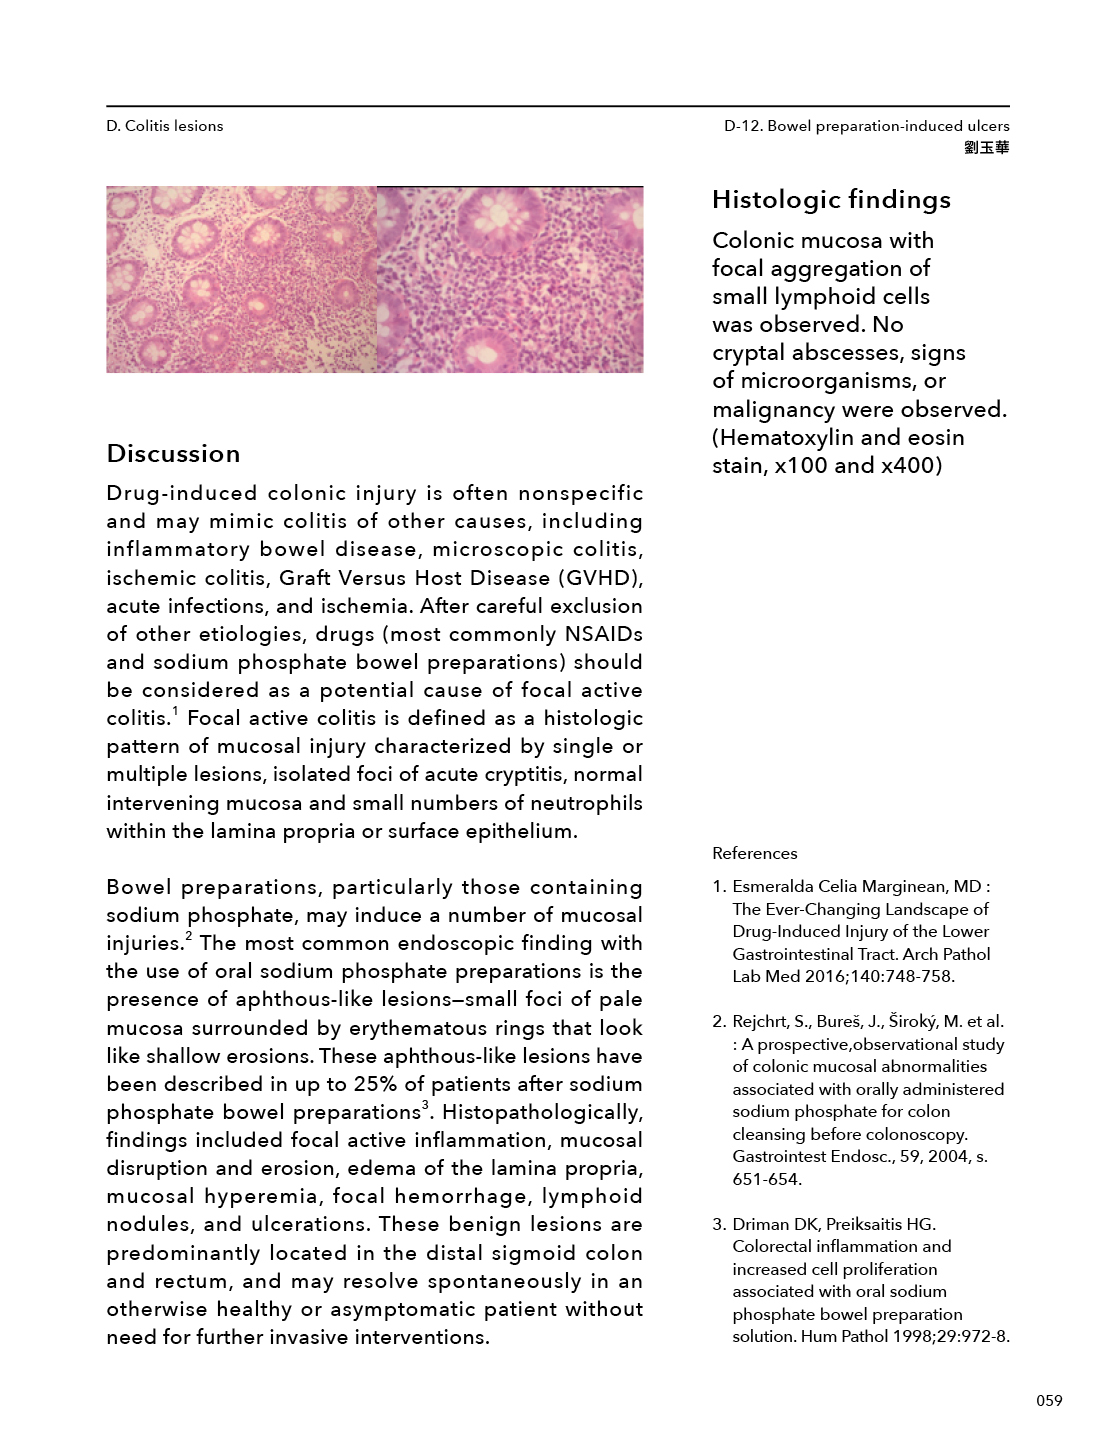 D. Colitis lesions
D-12. Bowel preparation-induced ulcers
劉玉華
Histologic findings
Colonic mucosa with
focal aggregation of
small lymphoid cells
was observed. No
cryptal abscesses, signs
of microorganisms, or
malignancy were observed.
(Hematoxylin and eosin
stain, x100 and x400)
Discussion
Drug-induced colonic injury is often nonspecific
and may mimic colitis of other causes, including
inflammatory bowel disease, microscopic colitis,
ischemic colitis, Graft Versus Host Disease (GVHD),
acute infections, and ischemia. After careful exclusion
of other etiologies, drugs (most commonly NSAIDs
and sodium phosphate bowel preparations) should
be considered as a potential cause of focal active
colitis.1 Focal active colitis is defined as a histologic
pattern of mucosal injury characterized by single or
multiple lesions, isolated foci of acute cryptitis, normal
intervening mucosa and small numbers of neutrophils
within the lamina propria or surface epithelium.
Bowel preparations, particularly those containing
sodium phosphate, may induce a number of mucosal
injuries.2 The most common endoscopic finding with
the use of oral sodium phosphate preparations is the
presence of aphthous-like lesions—small foci of pale
mucosa surrounded by erythematous rings that look
like shallow erosions. These aphthous-like lesions have
been described in up to 25% of patients after sodium
phosphate bowel preparations3. Histopathologically,
findings included focal active inflammation, mucosal
disruption and erosion, edema of the lamina propria,
mucosal hyperemia, focal hemorrhage, lymphoid
nodules, and ulcerations. These benign lesions are
predominantly located in the distal sigmoid colon
and rectum, and may resolve spontaneously in an
otherwise healthy or asymptomatic patient without
need for further invasive interventions.
References
1. Esmeralda Celia Marginean, MD :
The Ever-Changing Landscape of
Drug-Induced Injury of the Lower
Gastrointestinal Tract. Arch Pathol
Lab Med 2016;140:748-758.
2. Rejchrt, S., Bureš, J., Široký, M. et al.
: A prospective,observational study
of colonic mucosal abnormalities
associated with orally administered
sodium phosphate for colon
cleansing before colonoscopy.
Gastrointest Endosc., 59, 2004, s.
651-654.
3. Driman DK, Preiksaitis HG.
Colorectal inflammation and
increased cell proliferation
associated with oral sodium
phosphate bowel preparation
solution. Hum Pathol 1998;29:972-8.
059